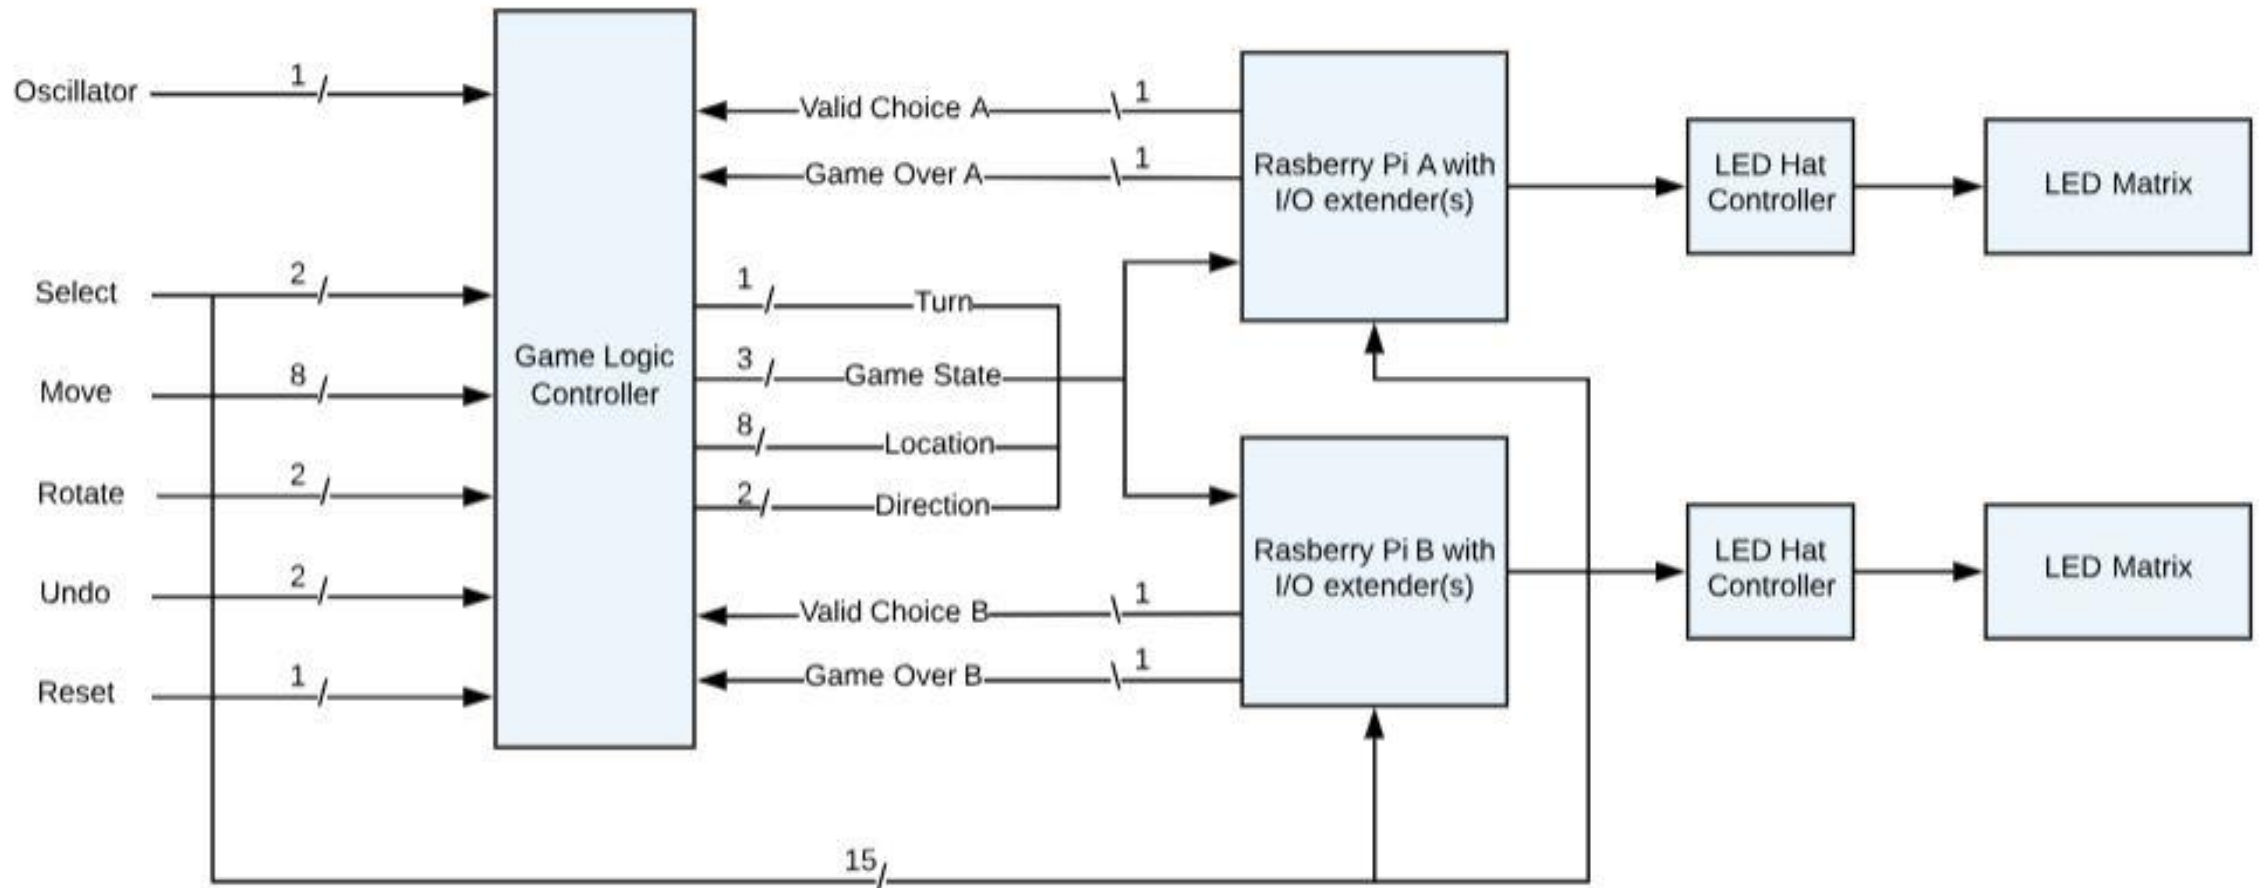 Oscillator
1
Select
2
Move
8
Rotate
2
Undo
2
Reset
1
Game Logic
Controller
Valid Choice A
1
Game Over A
1
1
Turn
3
Game State
8
Location
2
Direction
Valid Choice B
1
Game Over B
1
15
Rasberry Pi A with
I/O extender(s)
LED Hat
Controller
LED Matrix
Rasberry Pi B with
I/O extender(s)
LED Hat
Controller
LED Matrix